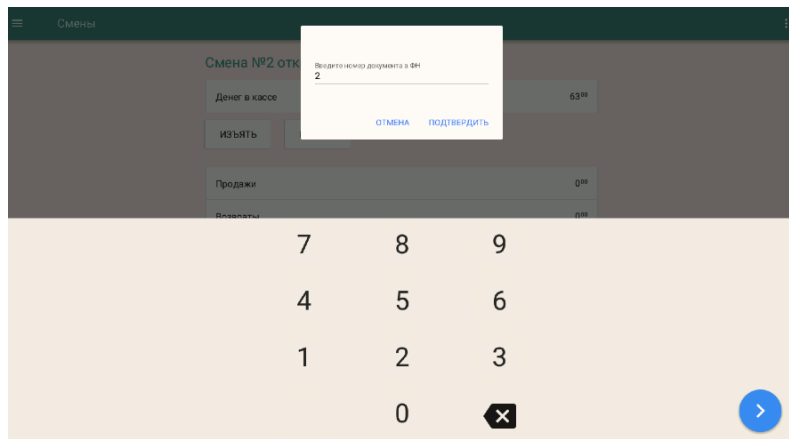 Смены
Смена №2 отк
Введите номер документа в ФН
2
ОТМЕНА ПОДТВЕРДИТЬ
Денег в кассе 63⁰⁰
ИЗЪЯТЬ
Продажи 0⁰⁰
Возвраты 0⁰⁰
7 8 9
4 5 6
1 2 3
0